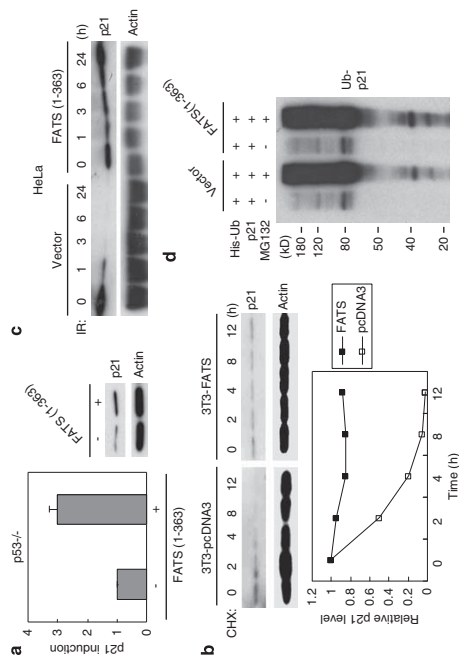 a
p53-/-
p21 induction
4
3
2
1
0
- +
FATS (1-363)
FATS (1-363)
- +
p21
Actin
b
3T3-pcDNA3 3T3-FATS
CHX: 0 2 4 8 12 0 2 4 8 12 (h)
p21
Actin
Relative p21 level
1.2
1
0.8
0.6
0.4
0.2
0
0 2 4 8 12
Time (h)
FATS
pcDNA3
c
HeLa
Vector FATS (1-363)
IR: 0 1 3 6 24 0 1 3 6 24 (h)
p21
Actin
d
Vector FATS(1-363)
His-Ub + + + +
p21 + + + +
MG132 - + - +
(kD)
180
120
80
50
40
20
Ub-
p21